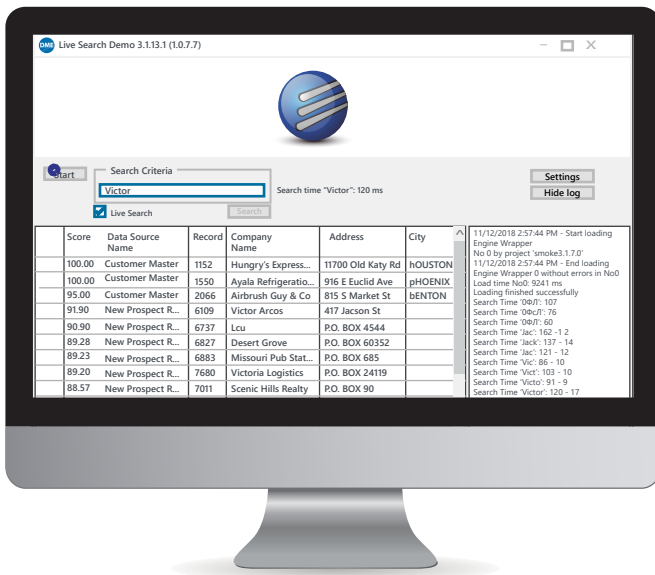 DME Live Search Demo 3.1.13.1 (1.0.7.7)
Start
Search Criteria
Victor
Search time "Victor": 120 ms
Live Search
Search
Settings
Hide log
Score Data Source Name Record Company Name Address City
100.00 Customer Master 1152 Hungry's Express... 11700 Old Katy Rd hOUSTON
100.00 Customer Master 1550 Ayala Refrigeratio... 916 E Euclid Ave pHOENIX
95.00 Customer Master 2066 Airbrush Guy & Co 815 S Market St bENTON
91.90 New Prospect R... 6109 Victor Arcos 417 Jacson St
90.90 New Prospect R... 6737 Lcu P.O. BOX 4544
89.28 New Prospect R... 6827 Desert Grove P.O. BOX 60352
89.23 New Prospect R... 6883 Missouri Pub Stat... P.O. BOX 685
89.20 New Prospect R... 7680 Victoria Logistics P.O. BOX 24119
88.57 New Prospect R... 7011 Scenic Hills Realty P.O. BOX 90
11/12/2018 2:57:44 PM - Start loading
Engine Wrapper
No 0 by project 'smoke3.1.7.0'
11/12/2018 2:57:44 PM - End loading
Engine Wrapper 0 without errors in No0
Load time No0: 9241 ms
Loading finished successfully
Search Time '0ФЛ': 107
Search Time '0ФсЛ': 76
Search Time '0ФЛ': 60
Search Time 'Jac': 162 -1 2
Search Time 'Jack': 137 - 14
Search Time 'Jac': 121 - 12
Search Time 'Vic': 86 - 10
Search Time 'Vict': 103 - 10
Search Time 'Victo': 91 - 9
Search Time 'Victor': 120 - 17